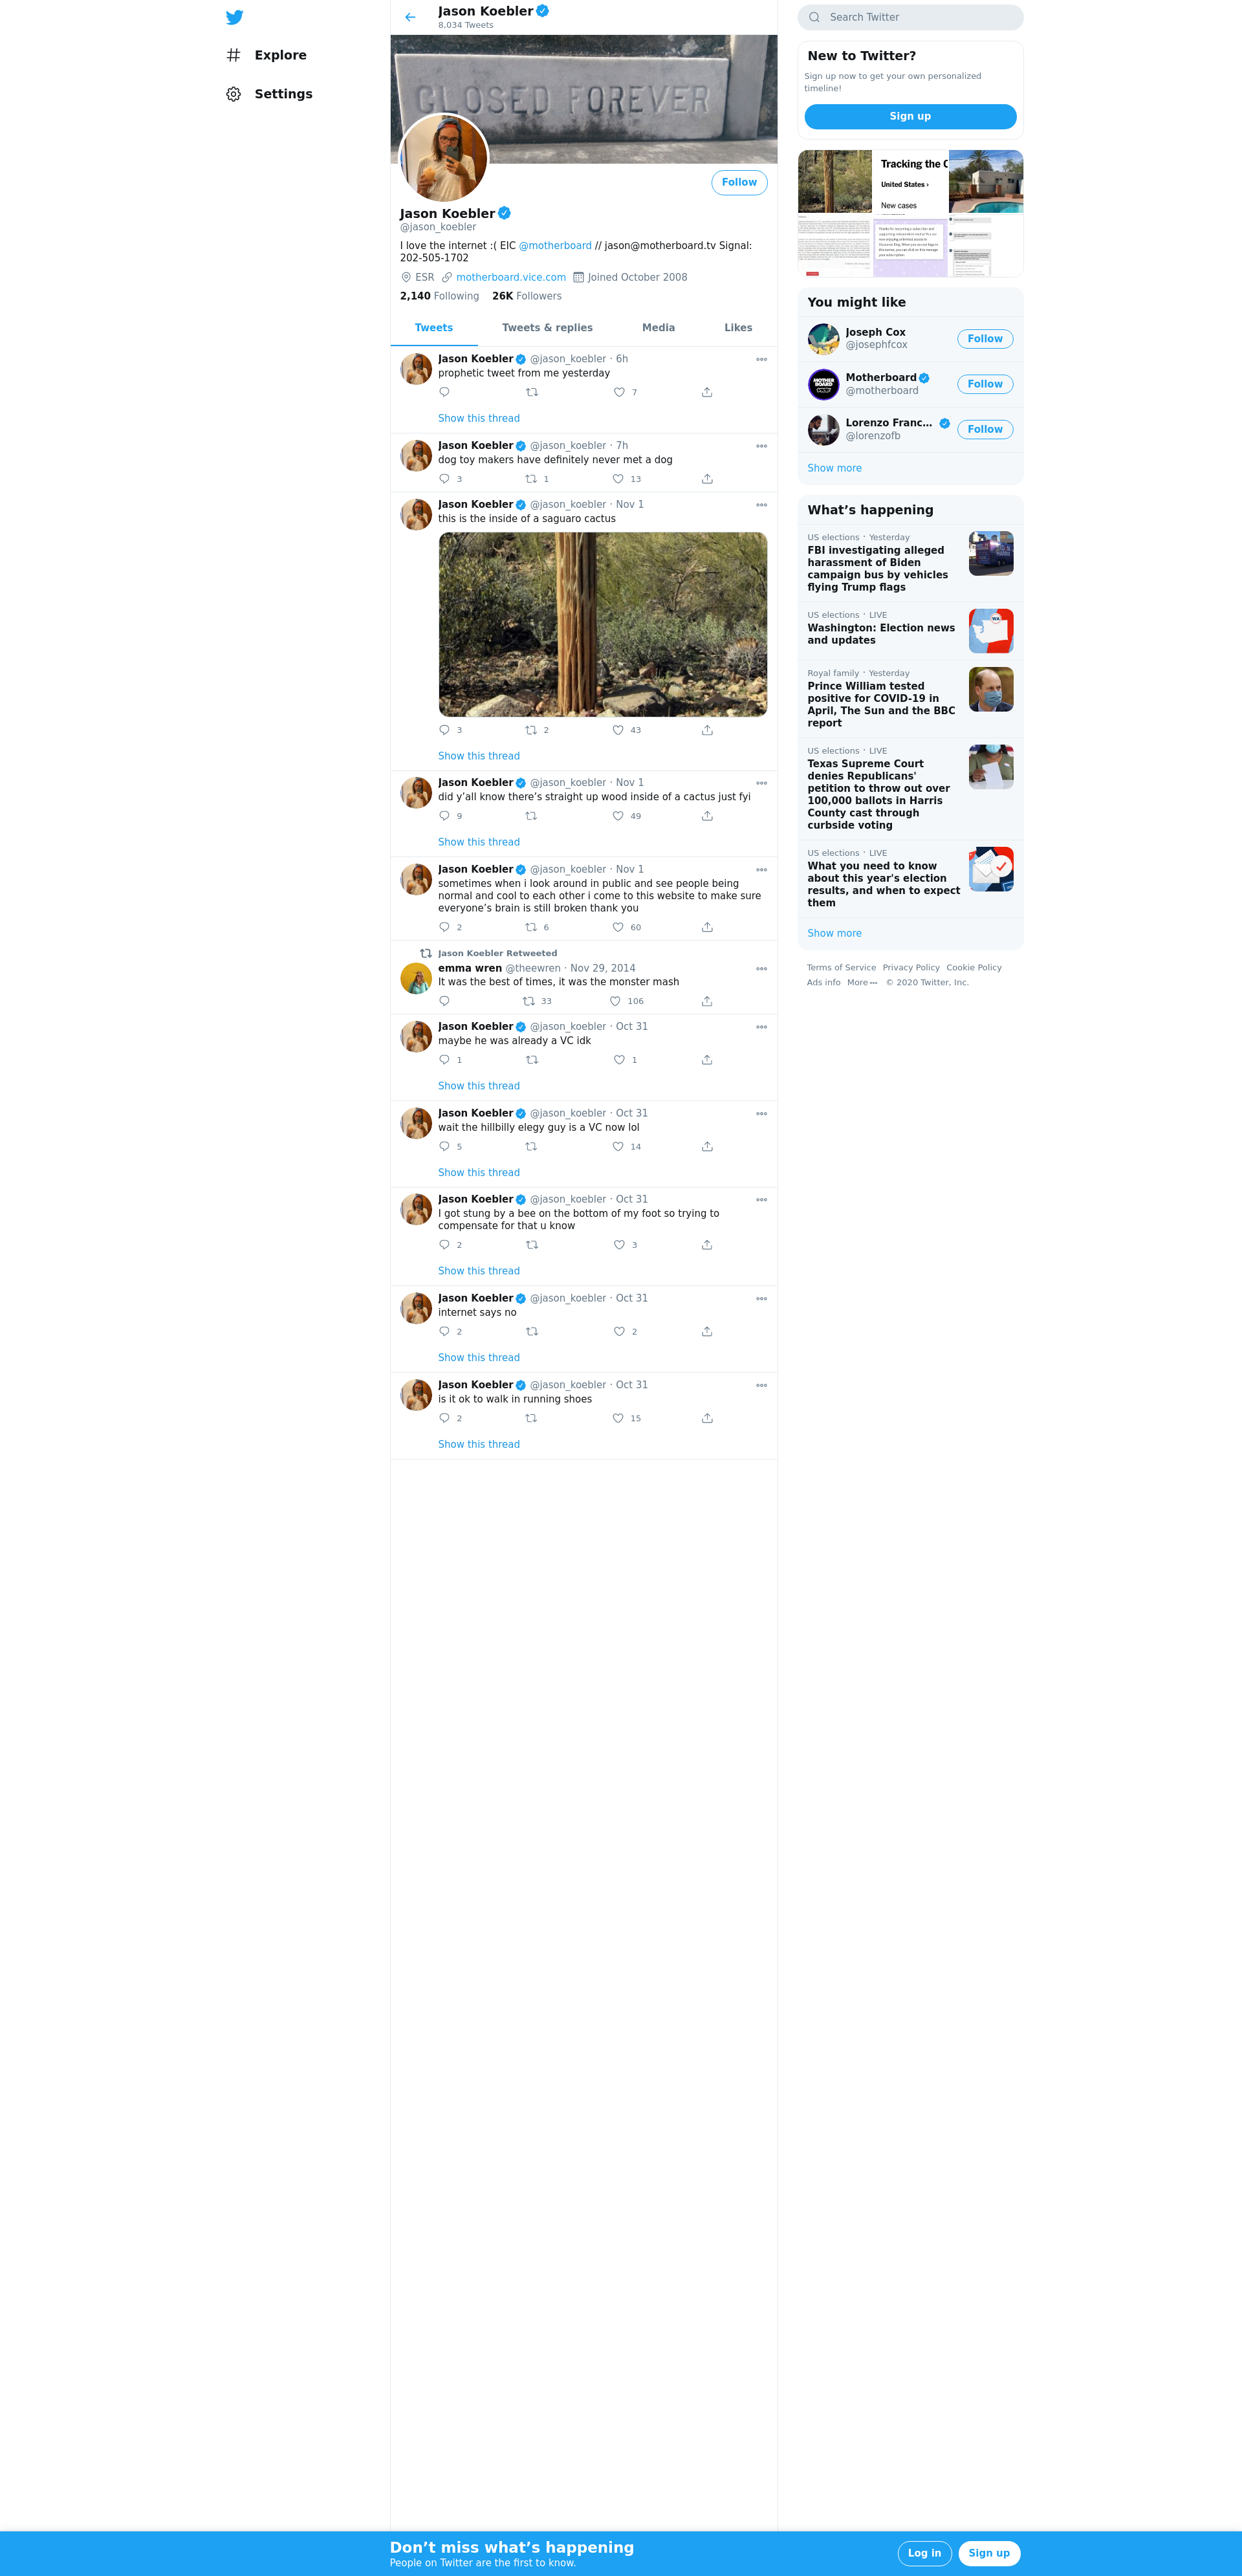 Explore
Settings
Jason Koebler
8,034 Tweets
CLOSED FOREVER
Follow
Jason Koebler
@jason_koebler
I love the internet :( EIC @motherboard // jason@motherboard.tv Signal:
202-505-1702
ESR motherboard.vice.com Joined October 2008
2,140 Following 26K Followers
Tweets Tweets & replies Media Likes
Jason Koebler @jason_koebler · 6h
prophetic tweet from me yesterday
7
Show this thread
Jason Koebler @jason_koebler · 7h
dog toy makers have definitely never met a dog
3 1 13
Jason Koebler @jason_koebler · Nov 1
this is the inside of a saguaro cactus
3 2 43
Show this thread
Jason Koebler @jason_koebler · Nov 1
did y’all know there’s straight up wood inside of a cactus just fyi
9 49
Show this thread
Jason Koebler @jason_koebler · Nov 1
sometimes when i look around in public and see people being
normal and cool to each other i come to this website to make sure
everyone’s brain is still broken thank you
2 6 60
Jason Koebler Retweeted
emma wren @theewren · Nov 29, 2014
It was the best of times, it was the monster mash
33 106
Jason Koebler @jason_koebler · Oct 31
maybe he was already a VC idk
1 1
Show this thread
Jason Koebler @jason_koebler · Oct 31
wait the hillbilly elegy guy is a VC now lol
5 14
Show this thread
Jason Koebler @jason_koebler · Oct 31
I got stung by a bee on the bottom of my foot so trying to
compensate for that u know
2 3
Show this thread
Jason Koebler @jason_koebler · Oct 31
internet says no
2 2
Show this thread
Jason Koebler @jason_koebler · Oct 31
is it ok to walk in running shoes
2 15
Show this thread
Search Twitter
New to Twitter?
Sign up now to get your own personalized
timeline!
Sign up
Tracking the C
United States ›
New cases
You might like
Joseph Cox
@josephfcox
Follow
Motherboard
@motherboard
Follow
Lorenzo Franc…
@lorenzofb
Follow
Show more
What’s happening
US elections · Yesterday
FBI investigating alleged
harassment of Biden
campaign bus by vehicles
flying Trump flags
US elections · LIVE
Washington: Election news
and updates
WA
Royal family · Yesterday
Prince William tested
positive for COVID-19 in
April, The Sun and the BBC
report
US elections · LIVE
Texas Supreme Court
denies Republicans'
petition to throw out over
100,000 ballots in Harris
County cast through
curbside voting
US elections · LIVE
What you need to know
about this year's election
results, and when to expect
them
Show more
Terms of Service Privacy Policy Cookie Policy
Ads info More © 2020 Twitter, Inc.
Don’t miss what’s happening
People on Twitter are the first to know.
Log in
Sign up